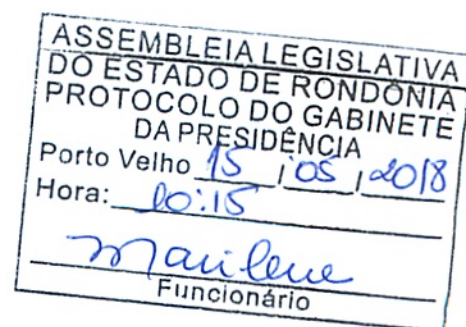 ASSEMBLEIA LEGISLATIVA
DO ESTADO DE RONDÔNIA
PROTOCOLO DO GABINETE
DA PRESIDÊNCIA
Porto Velho 15 / 05 / 2018
Hora: 10:15
Marilene
Funcionário